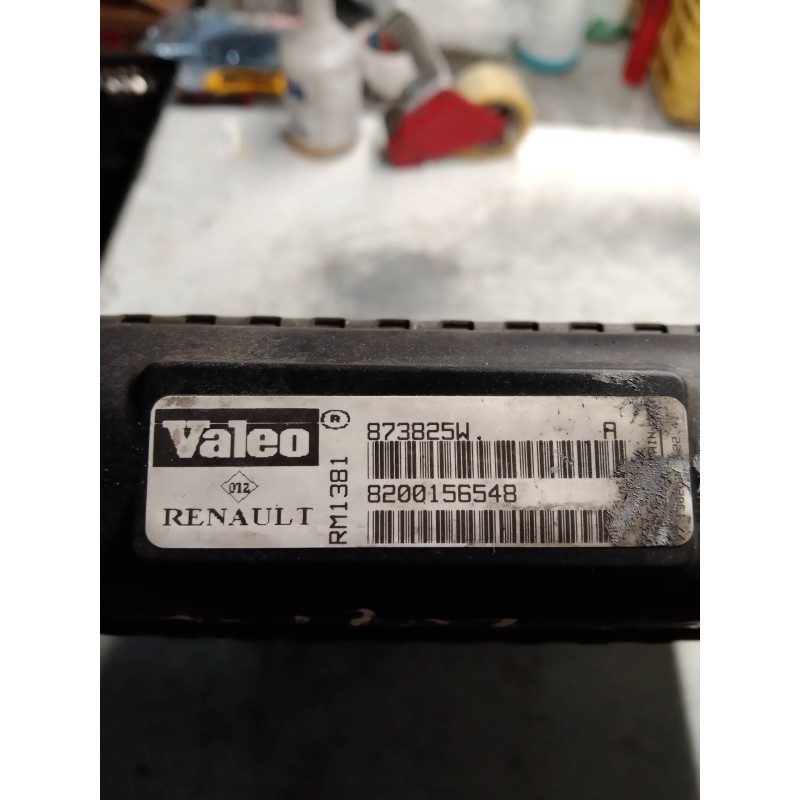 Valeo ®
873825W. A
012
8200156548
RENAULT
RM1381